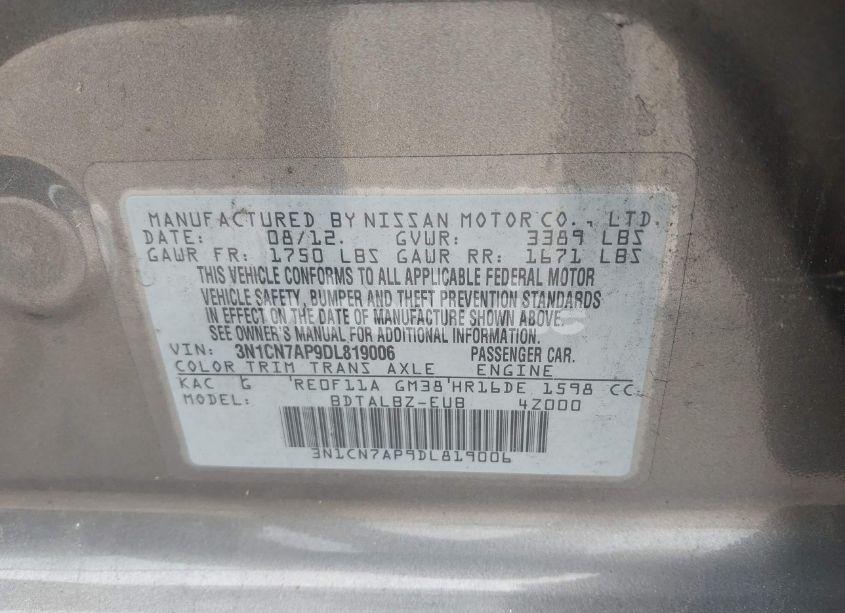 MANUFACTURED BY NISSAN MOTOR CO., LTD.
DATE: 08/12. GVWR: 3389 LBS
GAWR FR: 1750 LBS GAWR RR: 1671 LBS
THIS VEHICLE CONFORMS TO ALL APPLICABLE FEDERAL MOTOR
VEHICLE SAFETY, BUMPER AND THEFT PREVENTION STANDARDS
IN EFFECT ON THE DATE OF MANUFACTURE SHOWN ABOVE.
SEE OWNER'S MANUAL FOR ADDITIONAL INFORMATION.
VIN: 3N1CN7AP9DL819006 PASSENGER CAR.
COLOR TRIM TRANS AXLE ENGINE
KAC G RE0F11A GM38 HR16DE 1598 CC
MODEL: BDTALBZ-EUB 4Z000
3N1CN7AP9DL819006